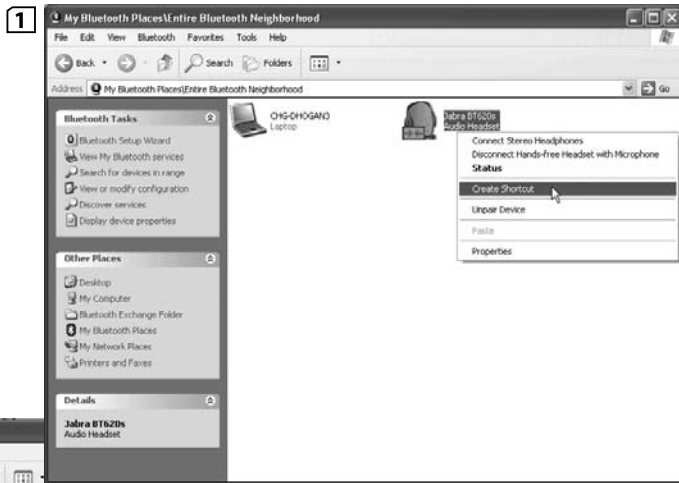 1
My Bluetooth Places\Entire Bluetooth Neighborhood
File Edit View Bluetooth Favorites Tools Help
Back Search Folders
Address My Bluetooth Places\Entire Bluetooth Neighborhood Go
Bluetooth Tasks
Bluetooth Setup Wizard
View My Bluetooth services
Search for devices in range
View or modify configuration
Discover services
Display device properties
Other Places
Desktop
My Computer
Bluetooth Exchange Folder
My Bluetooth Places
My Network Places
Printers and Faxes
Details
Jabra BT620s
Audio Headset
CHG-DHOGAN3
Laptop
Jabra BT620s
Audio Headset
Connect Stereo Headphones
Disconnect Hands-free Headset with Microphone
Status
Create Shortcut
Unpair Device
Paste
Properties